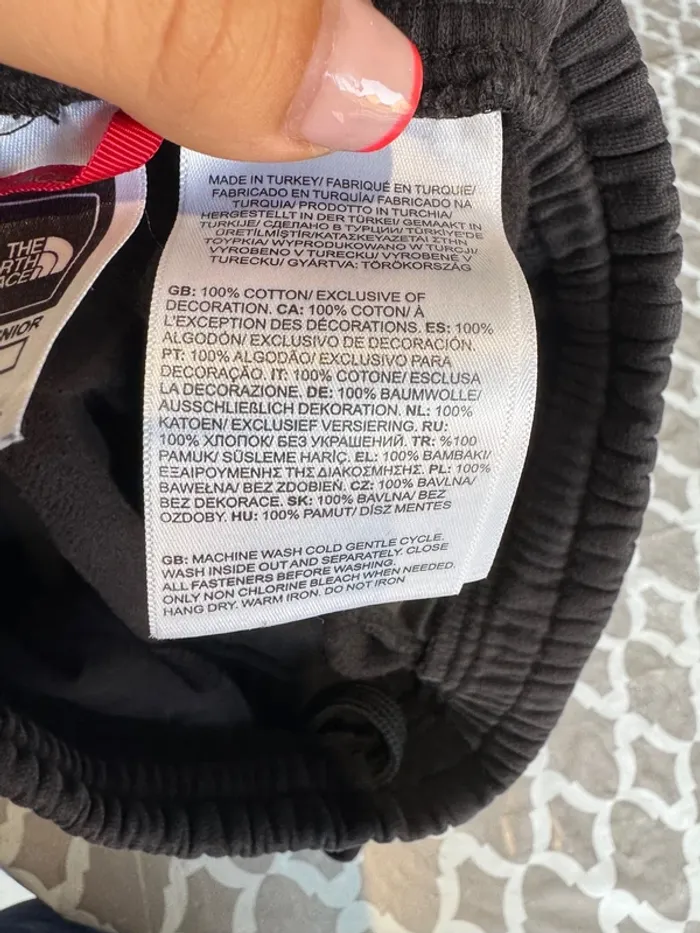 THE
NORTH
FACE
MADE IN TURKEY/ FABRIQUÉ EN TURQUIE/
FABRICADO EN TURQUÍA/ FABRICADO NA
TURQUIA/ PRODOTTO IN TURCHIA/
HERGESTELLT IN DER TÜRKEI/ GEMAAKT IN
TURKIJE/ СДЕЛАНО В ТУРЦИИ/ TÜRKİYE'DE
ÜRETİLMİŞTİR/ ΚΑΤΑΣΚΕΥΑΖΕΤΑΙ ΣΤΗΝ
ΤΟΥΡΚΙΑ/ WYPRODUKOWANO W TURCJI/
VYROBENO V TURECKU/ VYROBENÉ V
TURECKU/ GYÁRTVA: TÖRÖKORSZÁG
GB: 100% COTTON/ EXCLUSIVE OF
DECORATION. CA: 100% COTON/ À
L'EXCEPTION DES DÉCORATIONS. ES: 100%
ALGODÓN/ EXCLUSIVO DE DECORACIÓN.
PT: 100% ALGODÃO/ EXCLUSIVO PARA
DECORAÇÃO. IT: 100% COTONE/ ESCLUSA
LA DECORAZIONE. DE: 100% BAUMWOLLE/
AUSSCHLIEßLICH DEKORATION. NL: 100%
KATOEN/ EXCLUSIEF VERSIERING. RU:
100% ХЛОПОК/ БЕЗ УКРАШЕНИЙ. TR: %100
PAMUK/ SÜSLEME HARİÇ. EL: 100% BAMBAKI/
ΕΞΑΙΡΟΥΜΕΝΗΣ ΤΗΣ ΔΙΑΚΟΣΜΗΣΗΣ. PL: 100%
BAWEŁNA/ BEZ ZDOBIEŃ. CZ: 100% BAVLNA/
BEZ DEKORACE. SK: 100% BAVLNA/ BEZ
OZDOBY. HU: 100% PAMUT/ DÍSZ MENTES
GB: MACHINE WASH COLD GENTLE CYCLE.
WASH INSIDE OUT AND SEPARATELY. CLOSE
ALL FASTENERS BEFORE WASHING.
ONLY NON CHLORINE BLEACH WHEN NEEDED.
HANG DRY. WARM IRON. DO NOT IRON